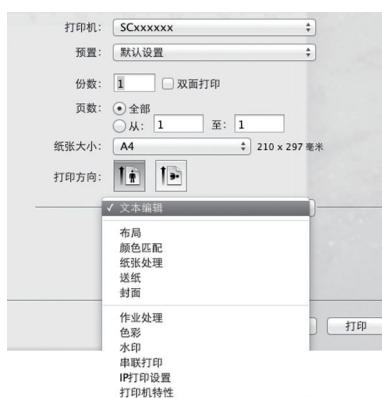 打印机： SCxxxxxx
预置： 默认设置
份数： 1 双面打印
页数： 全部
从： 1 至： 1
纸张大小： A4 210 x 297 毫米
打印方向：
✓ 文本编辑
布局
颜色匹配
纸张处理
送纸
封面
作业处理
色彩
水印
串联打印
IP打印设置
打印机特性
打印